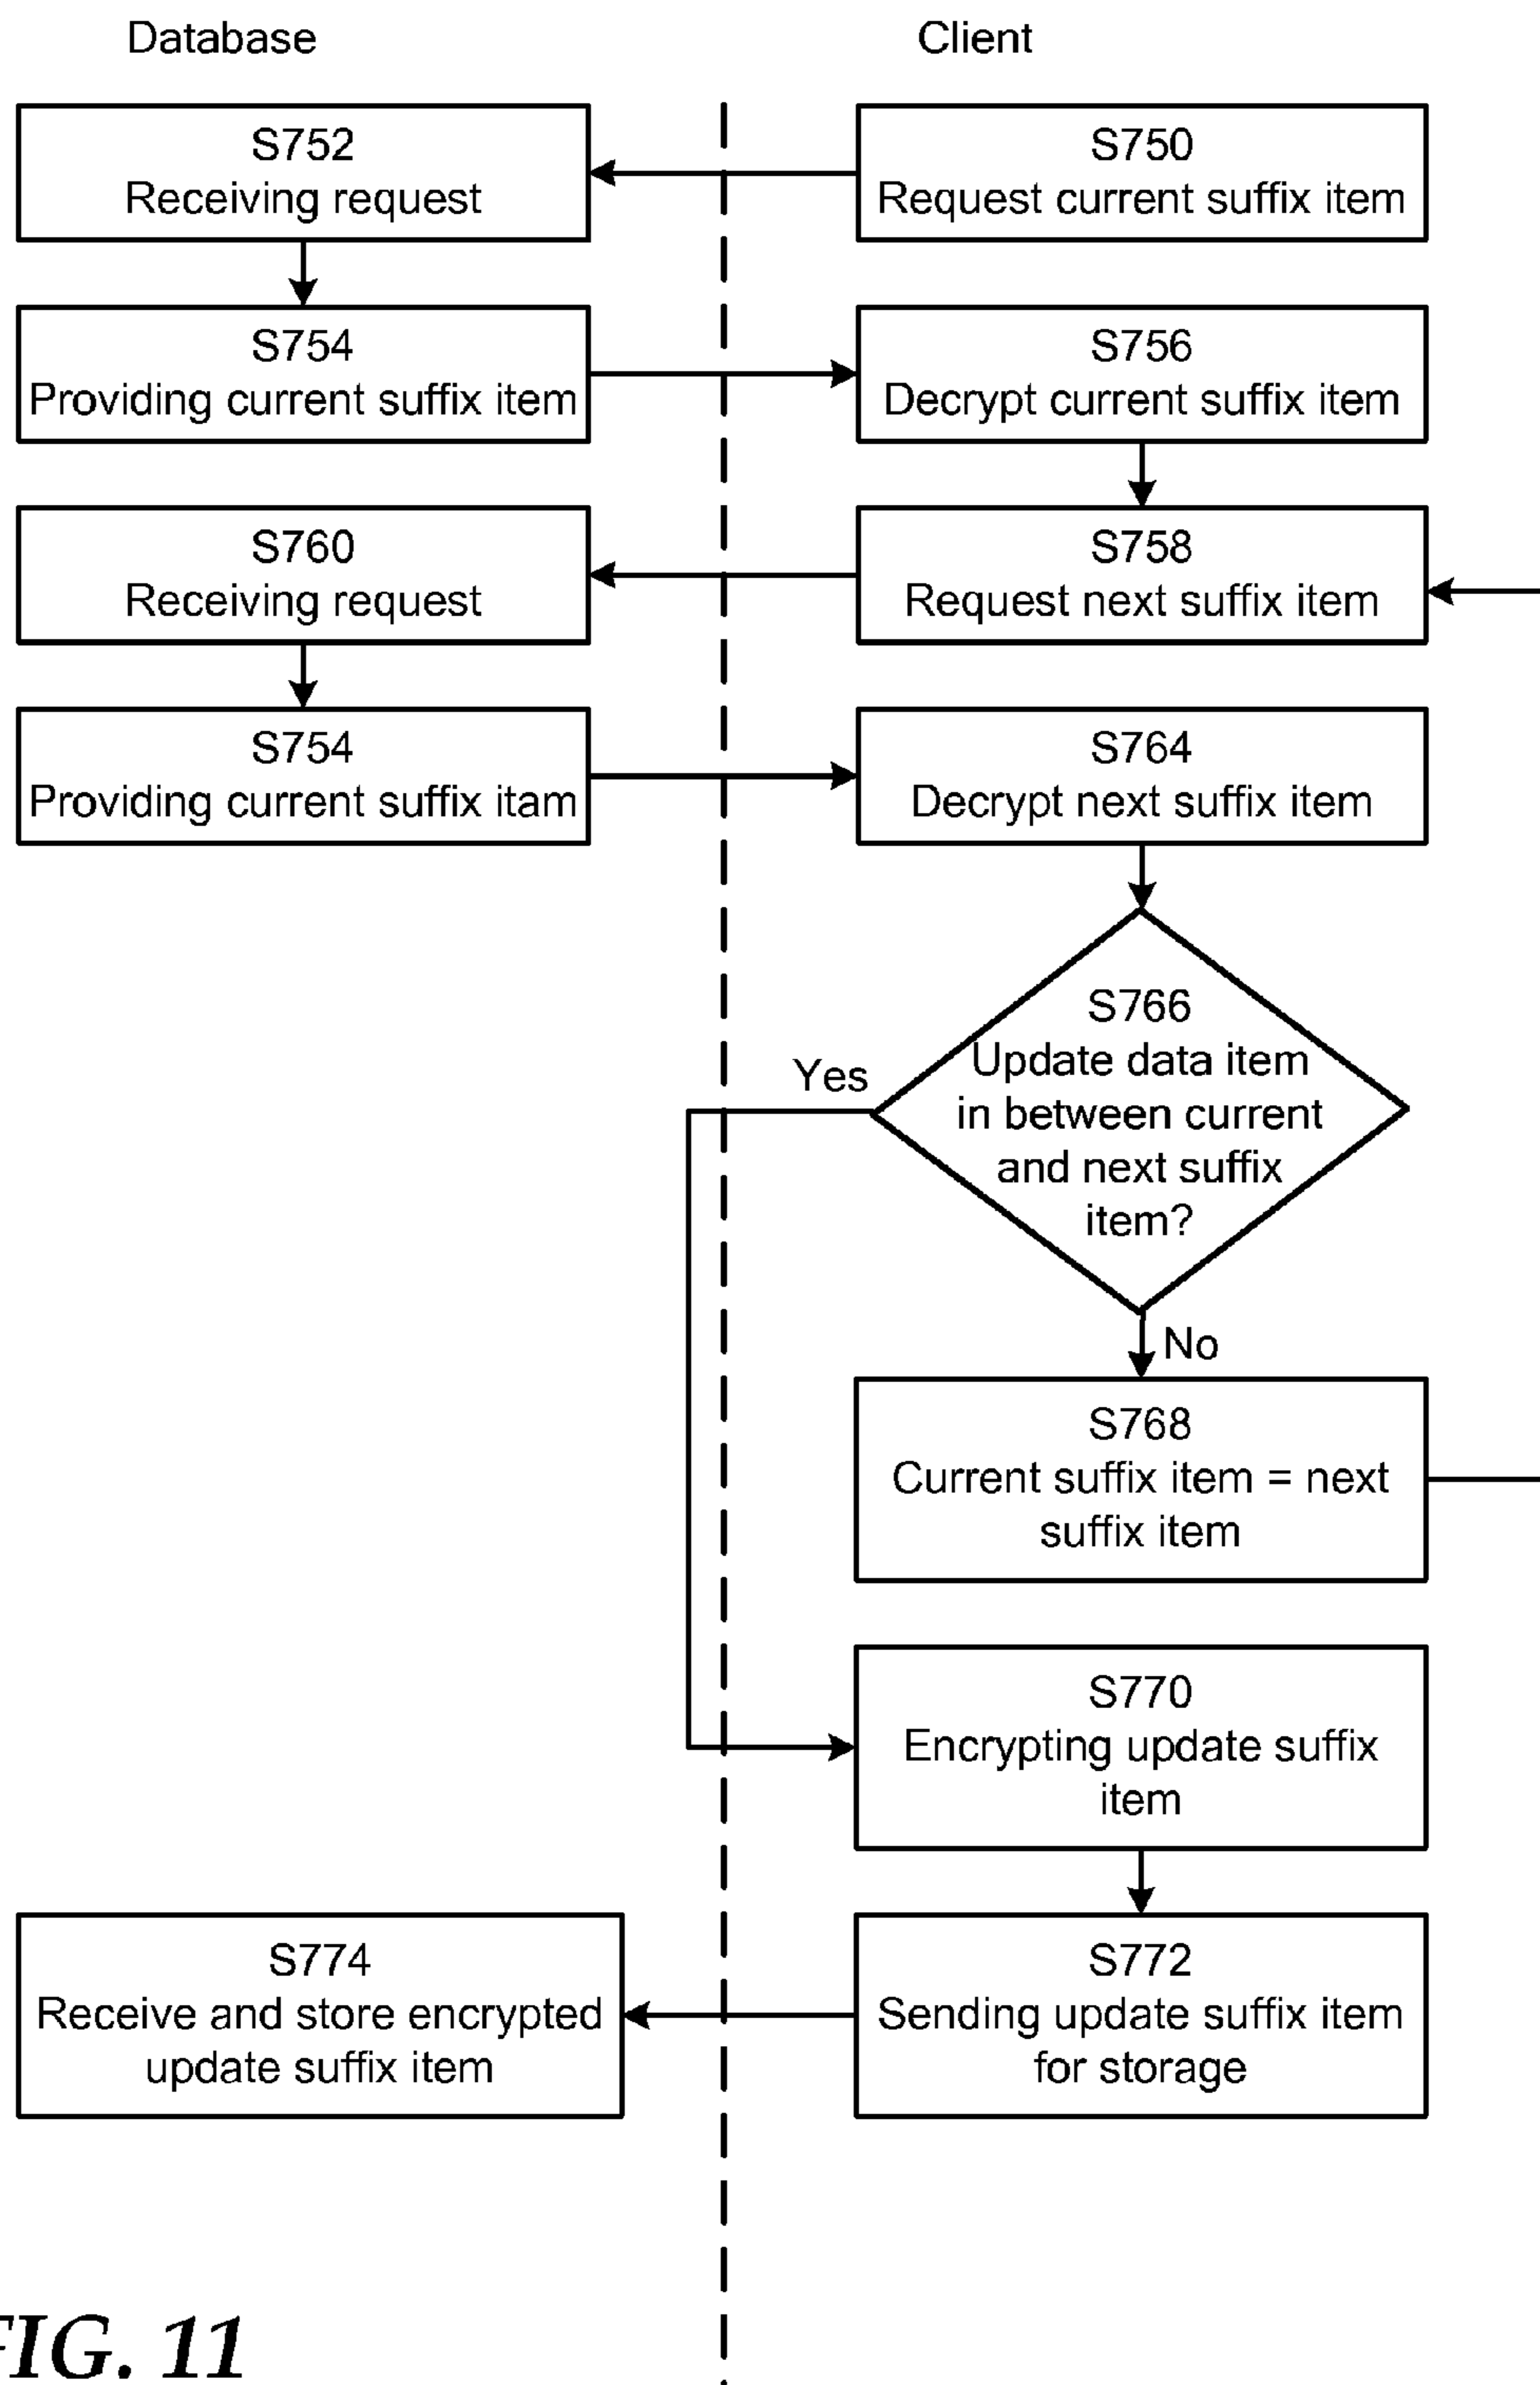 Database
Client
S752
Receiving request
S750
Request current suffix item
S754
Providing current suffix item
S756
Decrypt current suffix item
S760
Receiving request
S758
Request next suffix item
S754
Providing current suffix itam
S764
Decrypt next suffix item
S766
Update data item
in between current
and next suffix
item?
Yes
No
S768
Current suffix item = next
suffix item
S770
Encrypting update suffix
item
S774
Receive and store encrypted
update suffix item
S772
Sending update suffix item
for storage
FIG. 11